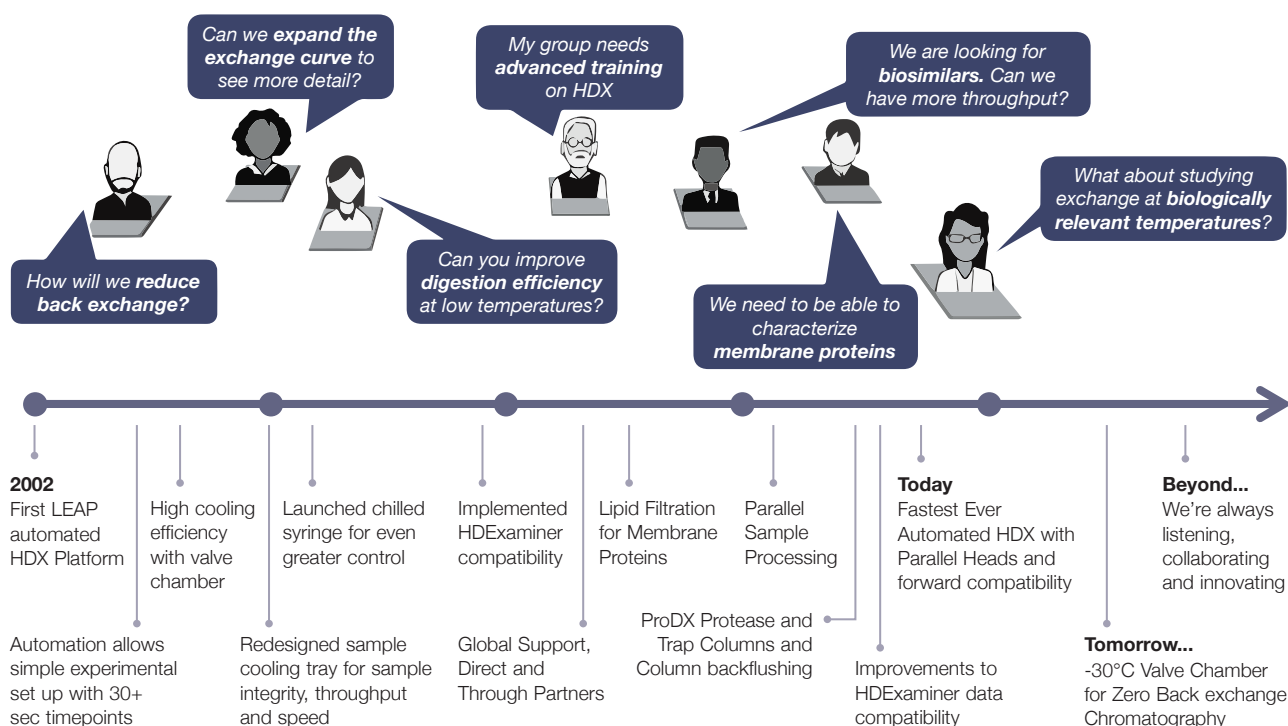 Can we expand the
exchange curve to
see more detail?
My group needs
advanced training
on HDX
We are looking for
biosimilars. Can we
have more throughput?
What about studying
exchange at biologically
relevant temperatures?
How will we reduce
back exchange?
Can you improve
digestion efficiency
at low temperatures?
We need to be able to
characterize
membrane proteins
2002
First LEAP
automated
HDX Platform
Automation allows
simple experimental
set up with 30+
sec timepoints
High cooling
efficiency
with valve
chamber
Redesigned sample
cooling tray for sample
integrity, throughput
and speed
Launched chilled
syringe for even
greater control
Implemented
HDExaminer
compatibility
Global Support,
Direct and
Through Partners
Lipid Filtration
for Membrane
Proteins
Parallel
Sample
Processing
ProDX Protease and
Trap Columns and
Column backflushing
Improvements to
HDExaminer data
compatibility
Today
Fastest Ever
Automated HDX with
Parallel Heads and
forward compatibility
Tomorrow...
-30°C Valve Chamber
for Zero Back exchange
Chromatography
Beyond...
We're always
listening,
collaborating
and innovating